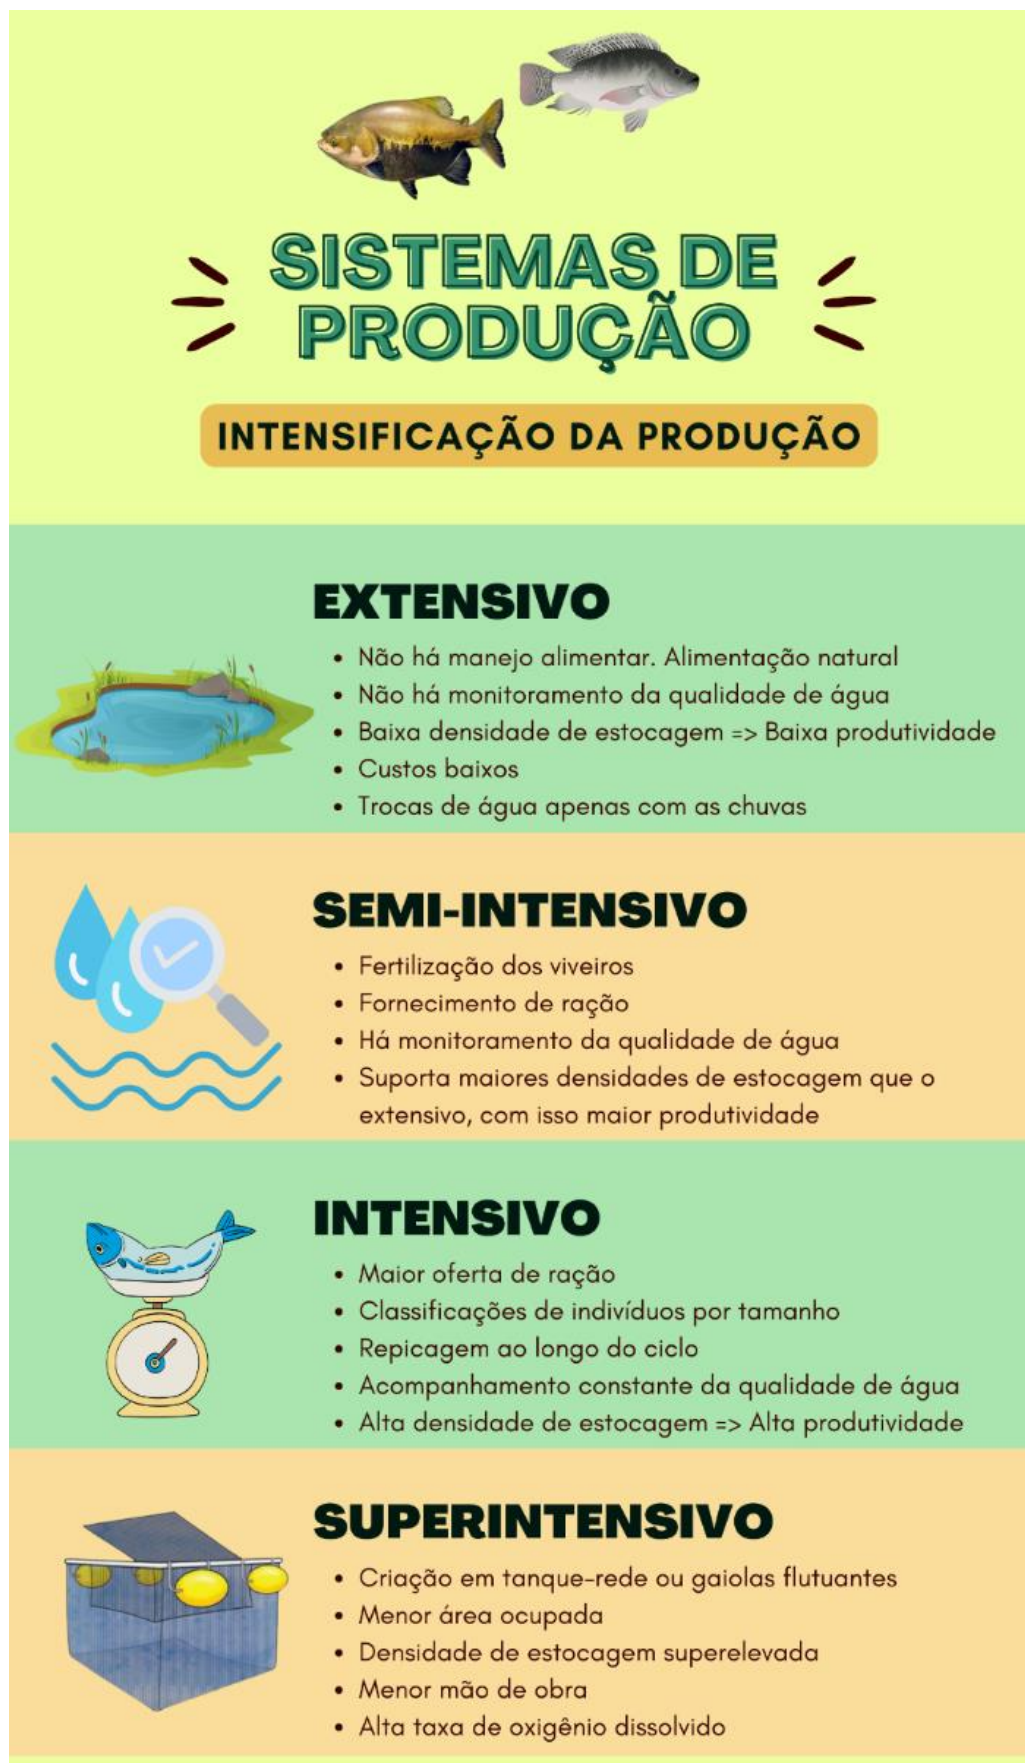 SISTEMAS DE
PRODUÇÃO
INTENSIFICAÇÃO DA PRODUÇÃO
EXTENSIVO
• Não há manejo alimentar. Alimentação natural
• Não há monitoramento da qualidade de água
• Baixa densidade de estocagem => Baixa produtividade
• Custos baixos
• Trocas de água apenas com as chuvas
SEMI-INTENSIVO
• Fertilização dos viveiros
• Fornecimento de ração
• Há monitoramento da qualidade de água
• Suporta maiores densidades de estocagem que o
extensivo, com isso maior produtividade
INTENSIVO
• Maior oferta de ração
• Classificações de indivíduos por tamanho
• Repicagem ao longo do ciclo
• Acompanhamento constante da qualidade de água
• Alta densidade de estocagem => Alta produtividade
SUPERINTENSIVO
• Criação em tanque-rede ou gaiolas flutuantes
• Menor área ocupada
• Densidade de estocagem superelevada
• Menor mão de obra
• Alta taxa de oxigênio dissolvido